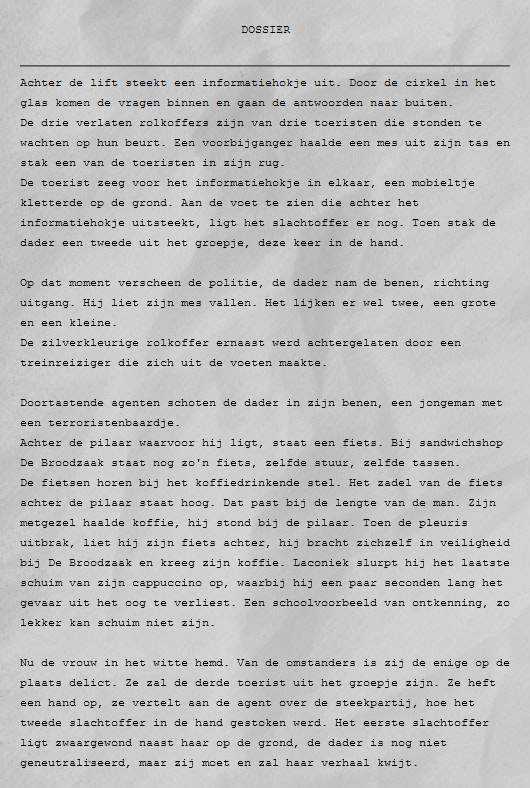 DOSSIER
Achter de lift steekt een informatiehokje uit. Door de cirkel in het
glas komen de vragen binnen en gaan de antwoorden naar buiten.
De drie verlaten rolkoffers zijn van drie toeristen die stonden te
wachten op hun beurt. Een voorbijganger haalde een mes uit zijn tas en
stak een van de toeristen in zijn rug.
De toerist zeeg voor het informatiehokje in elkaar, een mobieltje
kletterde op de grond. Aan de voet te zien die achter het
informatiehokje uitsteekt, ligt het slachtoffer er nog. Toen stak de
dader een tweede uit het groepje, deze keer in de hand.
Op dat moment verscheen de politie, de dader nam de benen, richting
uitgang. Hij liet zijn mes vallen. Het lijken er wel twee, een grote
en een kleine.
De zilverkleurige rolkoffer ernaast werd achtergelaten door een
treinreiziger die zich uit de voeten maakte.
Doortastende agenten schoten de dader in zijn benen, een jongeman met
een terroristenbaardje.
Achter de pilaar waarvoor hij ligt, staat een fiets. Bij sandwichshop
De Broodzaak staat nog zo'n fiets, zelfde stuur, zelfde tassen.
De fietsen horen bij het koffiedrinkende stel. Het zadel van de fiets
achter de pilaar staat hoog. Dat past bij de lengte van de man. Zijn
metgezel haalde koffie, hij stond bij de pilaar. Toen de pleuris
uitbrak, liet hij zijn fiets achter, hij bracht zichzelf in veiligheid
bij De Broodzaak en kreeg zijn koffie. Laconiek slurpt hij het laatste
schuim van zijn cappuccino op, waarbij hij een paar seconden lang het
gevaar uit het oog te verliest. Een schoolvoorbeeld van ontkenning, zo
lekker kan schuim niet zijn.
Nu de vrouw in het witte hemd. Van de omstanders is zij de enige op de
plaats delict. Ze zal de derde toerist uit het groepje zijn. Ze heft
een hand op, ze vertelt aan de agent over de steekpartij, hoe het
tweede slachtoffer in de hand gestoken werd. Het eerste slachtoffer
ligt zwaargewond naast haar op de grond, de dader is nog niet
geneutraliseerd, maar zij moet en zal haar verhaal kwijt.